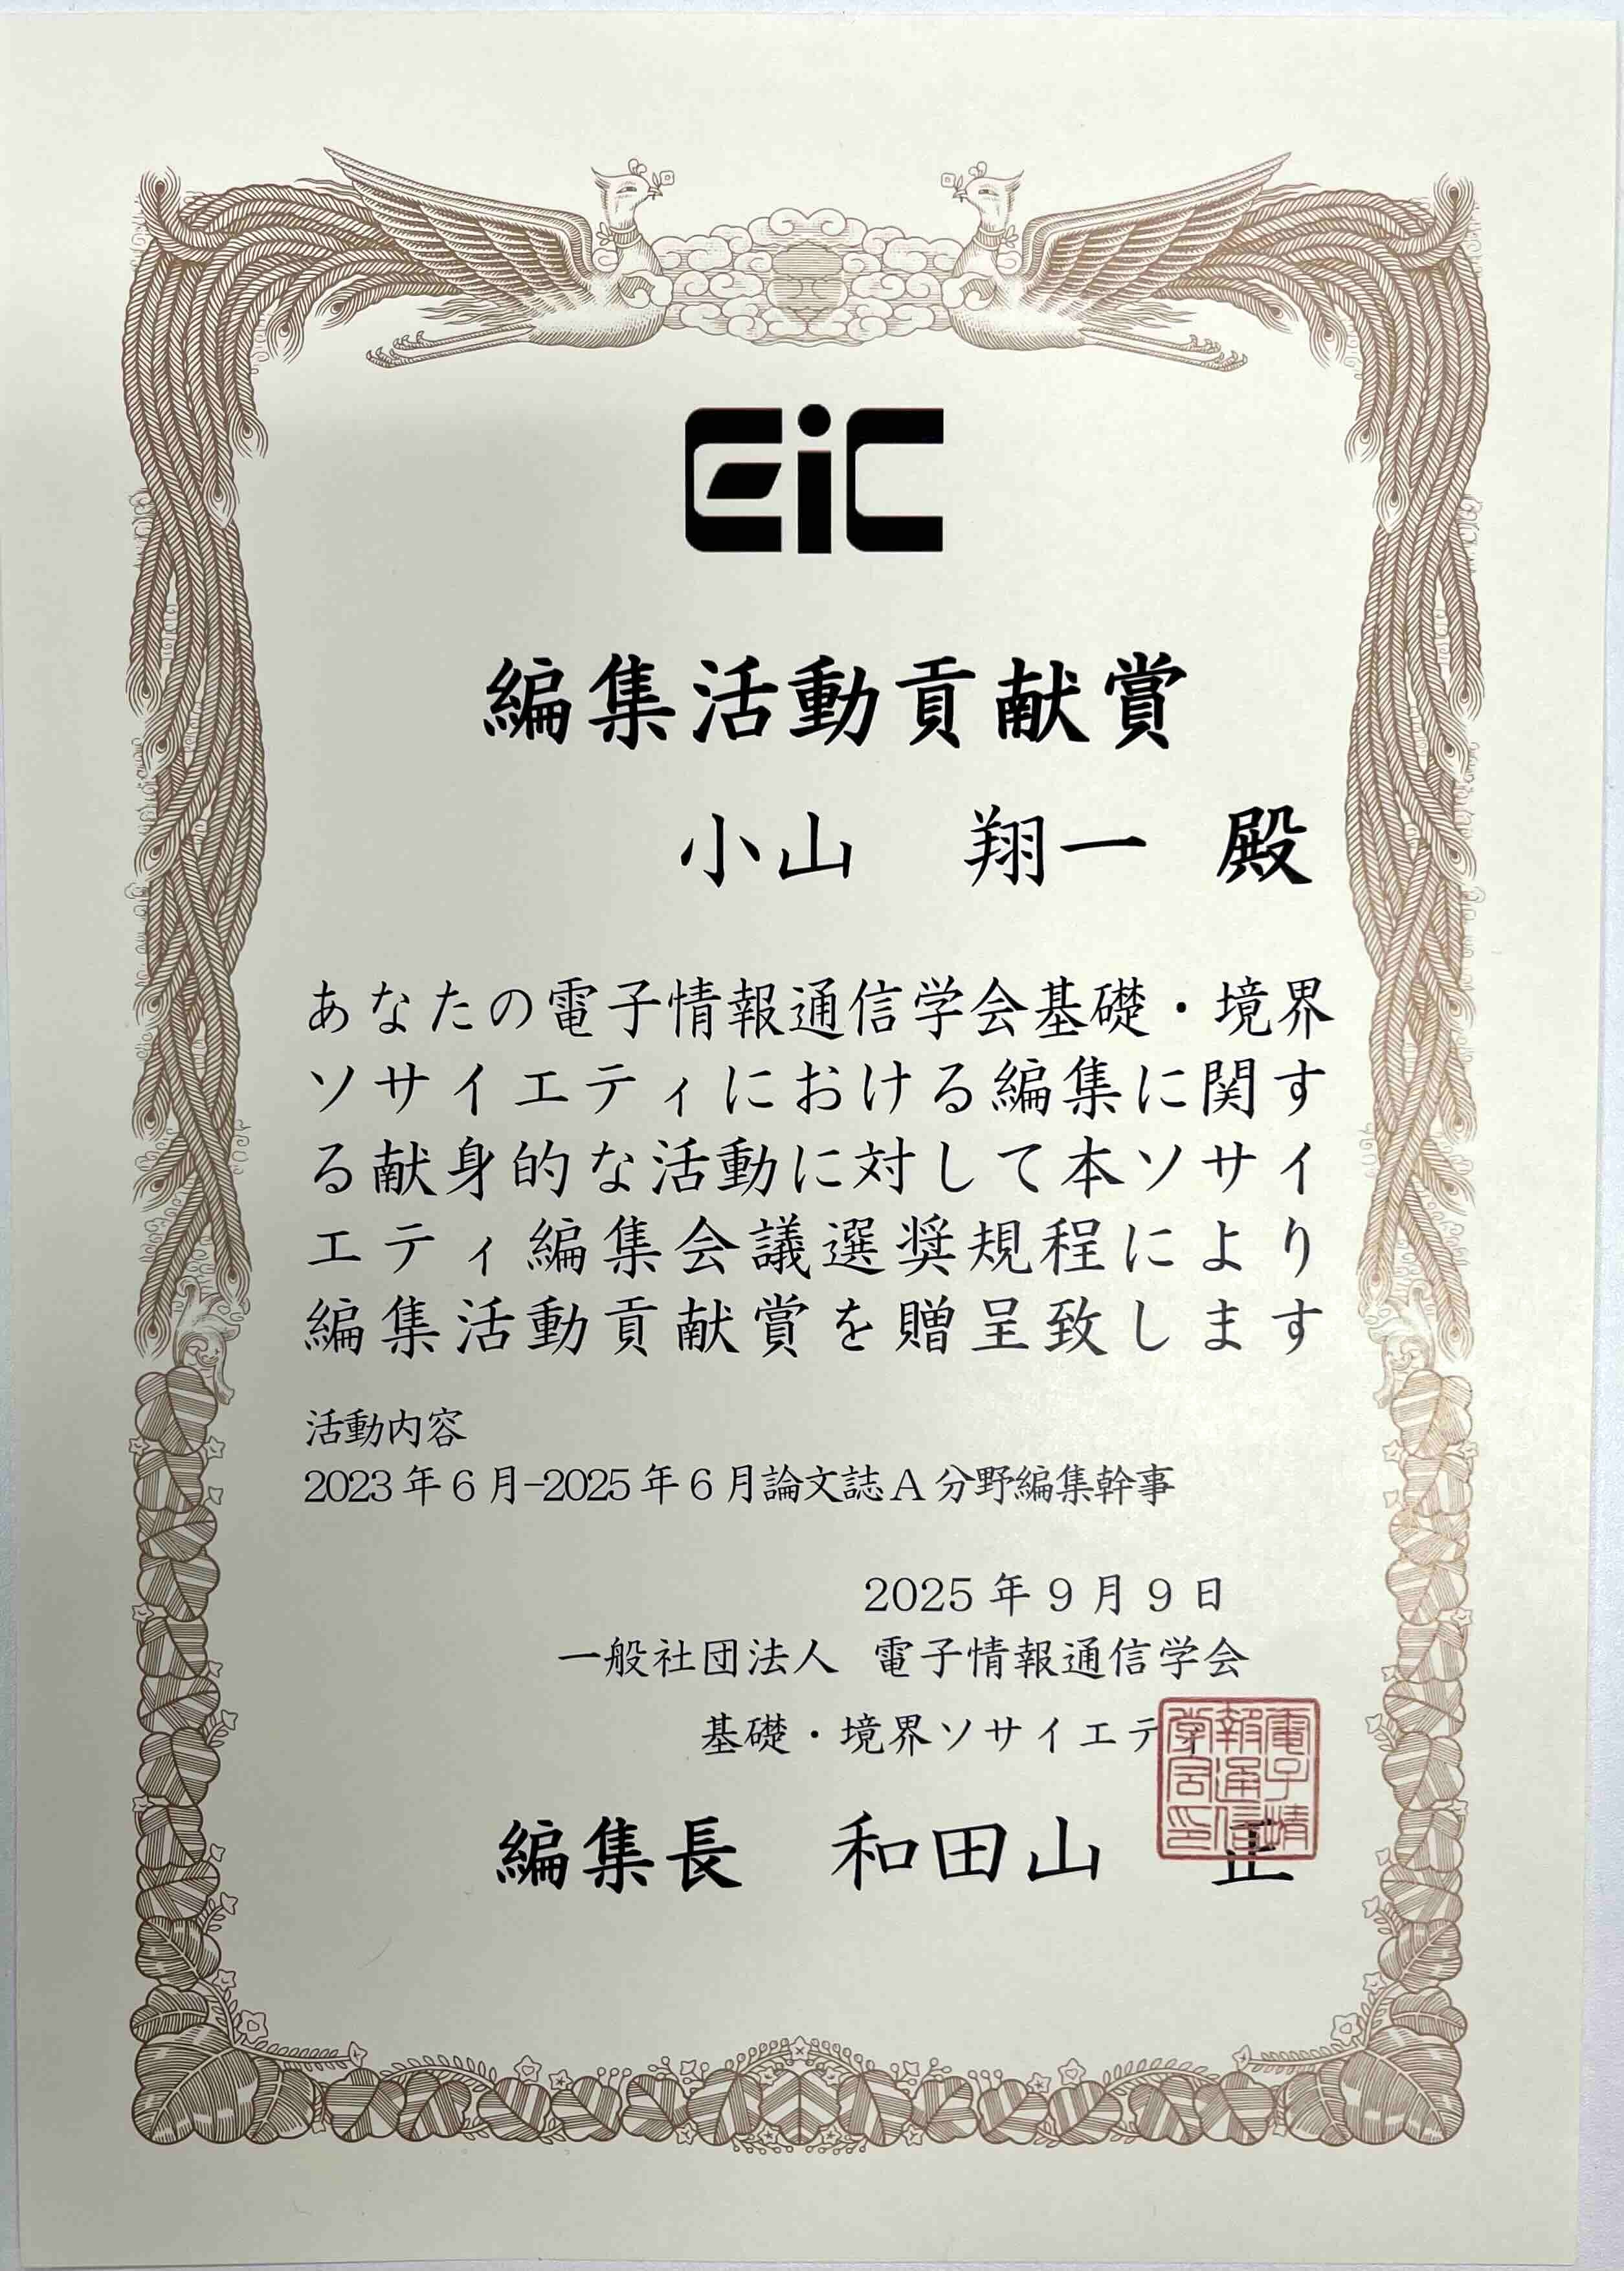 EiC
編集活動貢献賞
小山 翔一 殿
あなたの電子情報通信学会基礎・境界
ソサイエティにおける編集に関す
る献身的な活動に対して本ソサイ
エティ編集会議選奨規程により
編集活動貢献賞を贈呈致します
活動内容
2023年6月-2025年6月論文誌A分野編集幹事
2025年9月9日
一般社団法人 電子情報通信学会
基礎・境界ソサイエティ
編集長 和田山 正
電子情報通信学会印